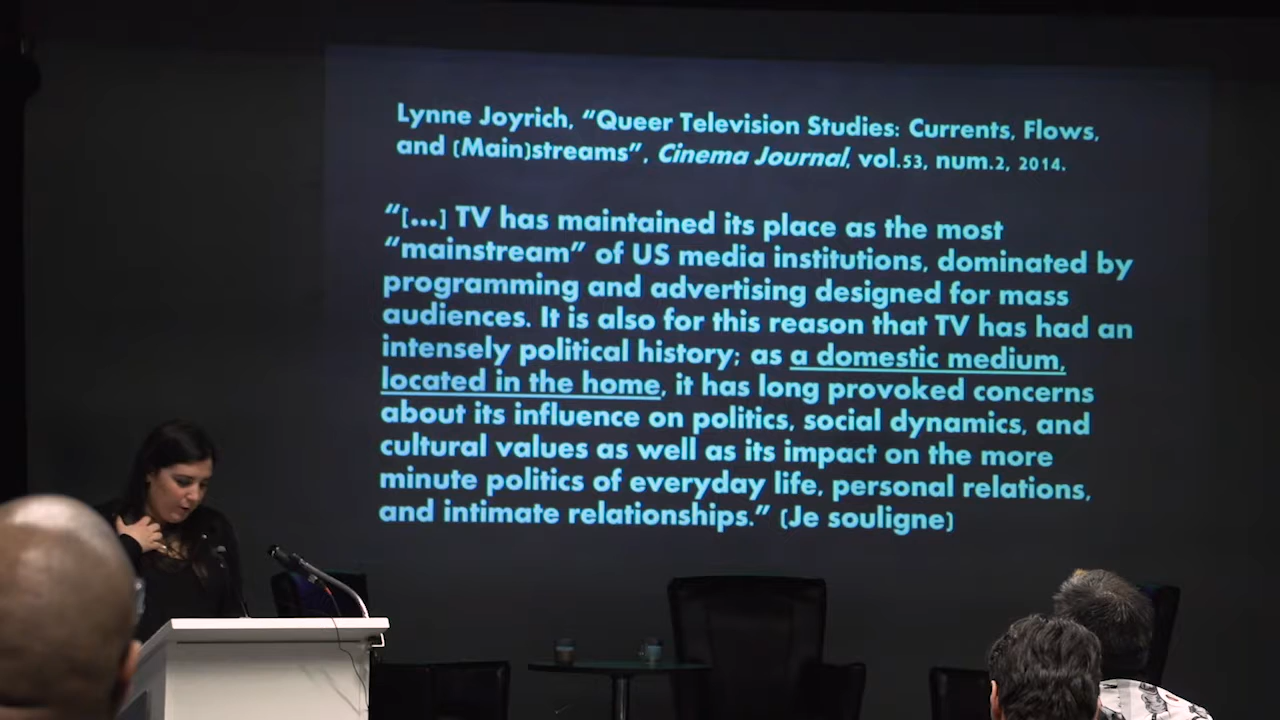 Lynne Joyrich, “Queer Television Studies: Currents, Flows,
and (Main)streams”, Cinema Journal, vol.53, num.2, 2014.
“[...] TV has maintained its place as the most
“mainstream” of US media institutions, dominated by
programming and advertising designed for mass
audiences. It is also for this reason that TV has had an
intensely political history; as a domestic medium,
located in the home, it has long provoked concerns
about its influence on politics, social dynamics, and
cultural values as well as its impact on the more
minute politics of everyday life, personal relations,
and intimate relationships.” (Je souligne)